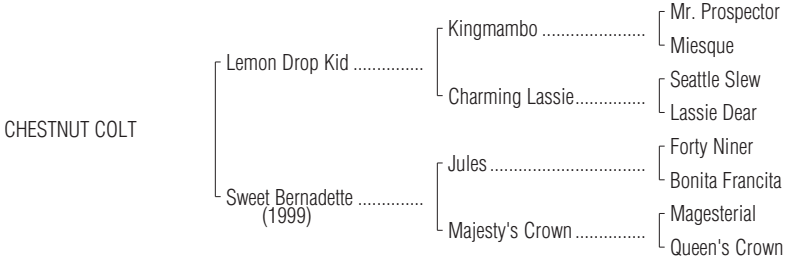 Mr. Prospector
Kingmambo ......................
Miesque
Lemon Drop Kid ...............
Seattle Slew
Charming Lassie...............
Lassie Dear
CHESTNUT COLT
Forty Niner
Jules.................................
Bonita Francita
Sweet Bernadette ..............
(1999)
Magesterial
Majesty's Crown...............
Queen's Crown